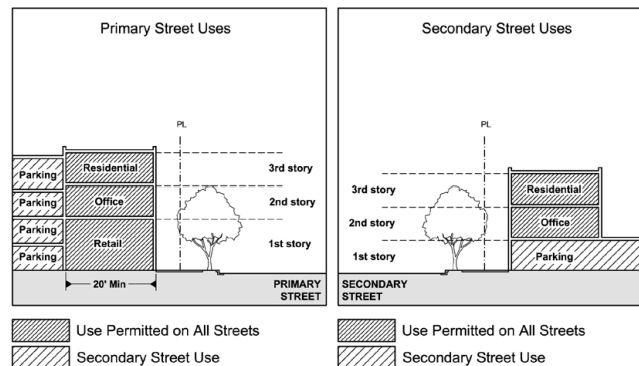 Primary Street Uses
PL
Residential
3rd story
Parking
Office
2nd story
Parking
Parking
Retail
1st story
Parking
20' Min
PRIMARY
STREET
Use Permitted on All Streets
Secondary Street Use
Secondary Street Uses
PL
3rd story
Residential
2nd story
Office
1st story
Parking
SECONDARY
STREET
Use Permitted on All Streets
Secondary Street Use